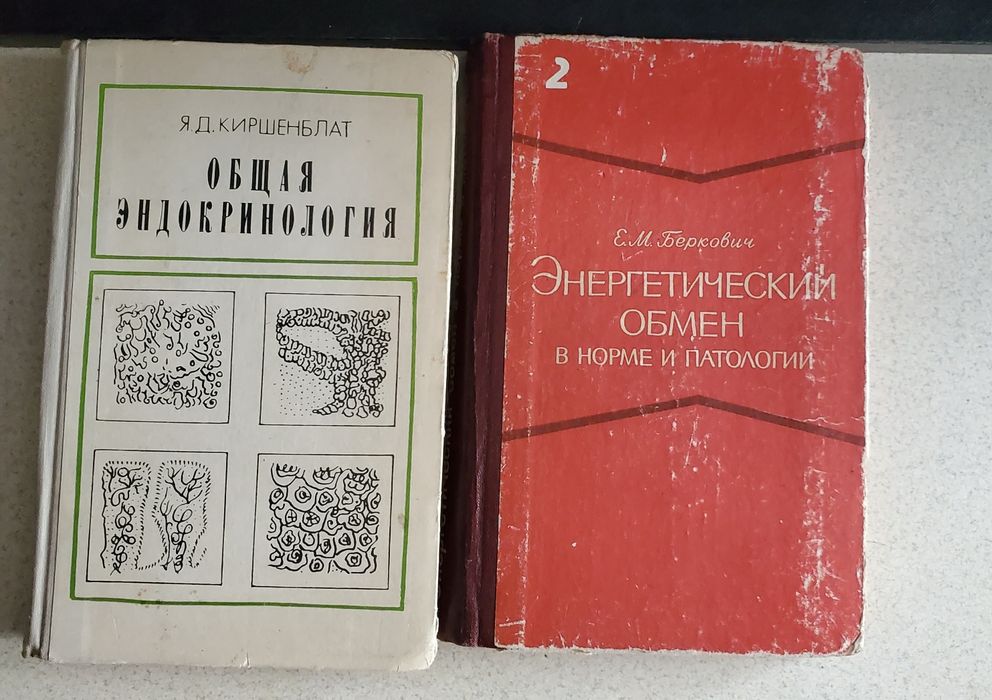 Я.Д. КИРШЕНБЛАТ
ОБЩАЯ
ЭНДОКРИНОЛОГИЯ
2
Е.М. Беркович
ЭНЕРГЕТИЧЕСКИЙ
ОБМЕН
В НОРМЕ И ПАТОЛОГИИ